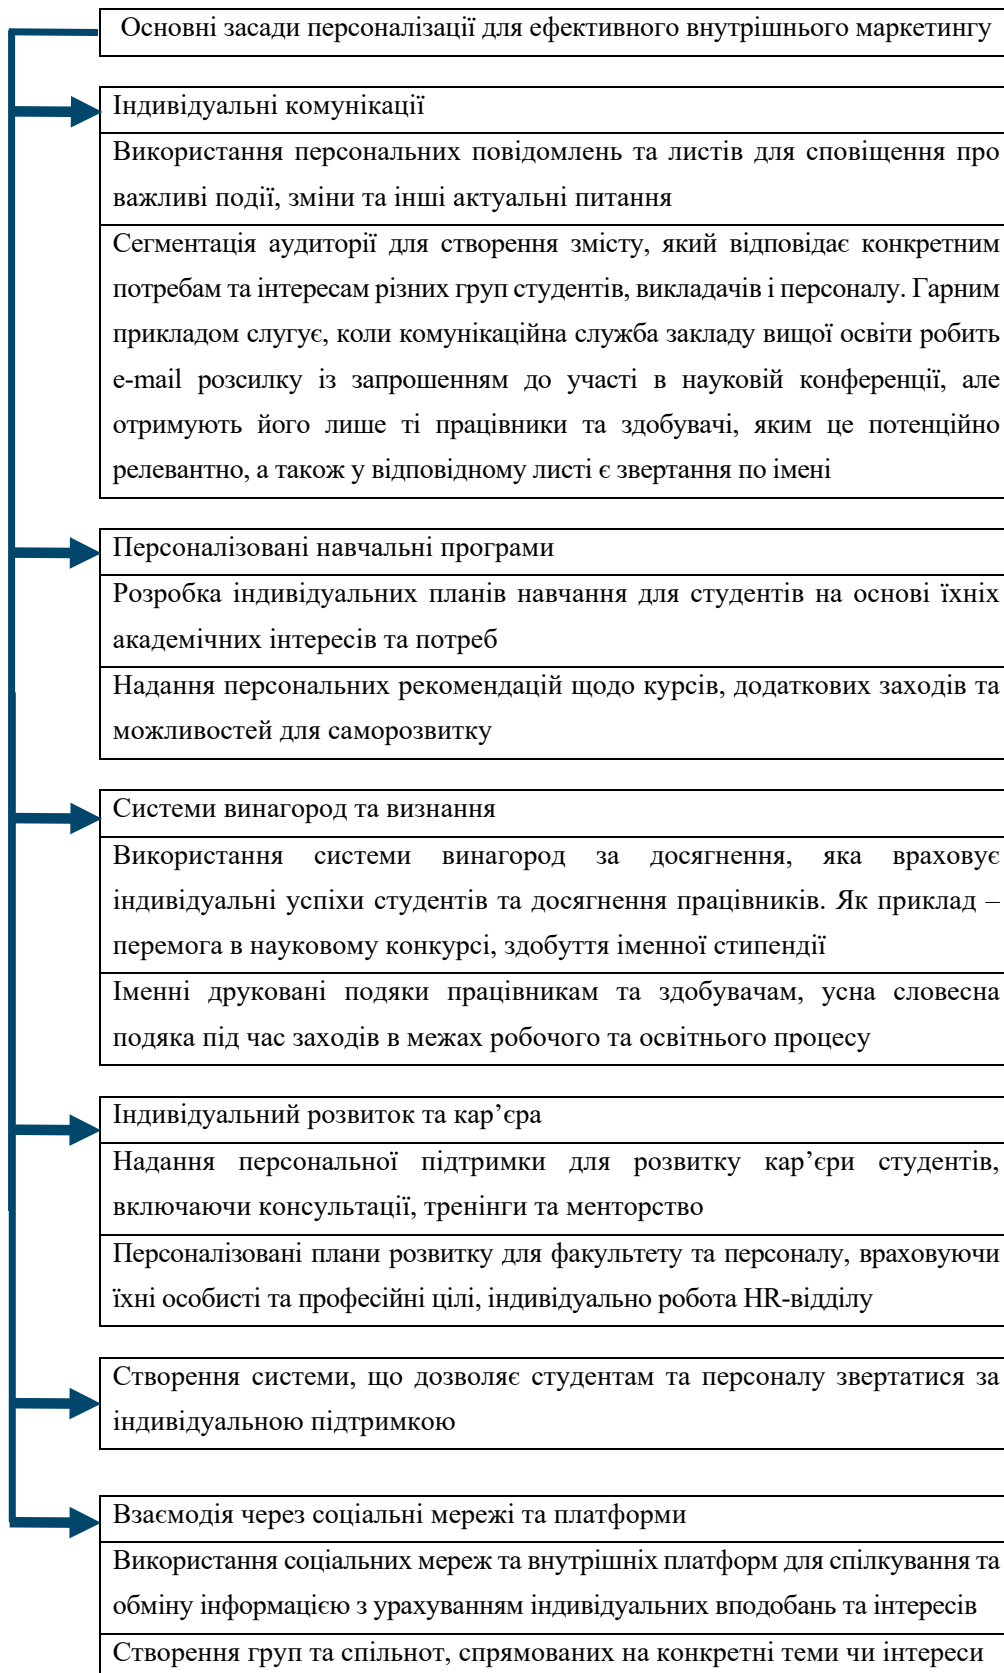 Основні засади персоналізації для ефективного внутрішнього маркетингу
Індивідуальні комунікації
Використання персональних повідомлень та листів для сповіщення про
важливі події, зміни та інші актуальні питання
Сегментація аудиторії для створення змісту, який відповідає конкретним
потребам та інтересам різних груп студентів, викладачів і персоналу. Гарним
прикладом слугує, коли комунікаційна служба закладу вищої освіти робить
e-mail розсилку із запрошенням до участі в науковій конференції, але
отримують його лише ті працівники та здобувачі, яким це потенційно
релевантно, а також у відповідному листі є звертання по імені
Персоналізовані навчальні програми
Розробка індивідуальних планів навчання для студентів на основі їхніх
академічних інтересів та потреб
Надання персональних рекомендацій щодо курсів, додаткових заходів та
можливостей для саморозвитку
Системи винагород та визнання
Використання системи винагород за досягнення, яка враховує
індивідуальні успіхи студентів та досягнення працівників. Як приклад –
перемога в науковому конкурсі, здобуття іменної стипендії
Іменні друковані подяки працівникам та здобувачам, усна словесна
подяка під час заходів в межах робочого та освітнього процесу
Індивідуальний розвиток та кар’єра
Надання персональної підтримки для розвитку кар’єри студентів,
включаючи консультації, тренінги та менторство
Персоналізовані плани розвитку для факультету та персоналу, враховуючи
їхні особисті та професійні цілі, індивідуально робота HR-відділу
Створення системи, що дозволяє студентам та персоналу звертатися за
індивідуальною підтримкою
Взаємодія через соціальні мережі та платформи
Використання соціальних мереж та внутрішніх платформ для спілкування та
обміну інформацією з урахуванням індивідуальних вподобань та інтересів
Створення груп та спільнот, спрямованих на конкретні теми чи інтереси